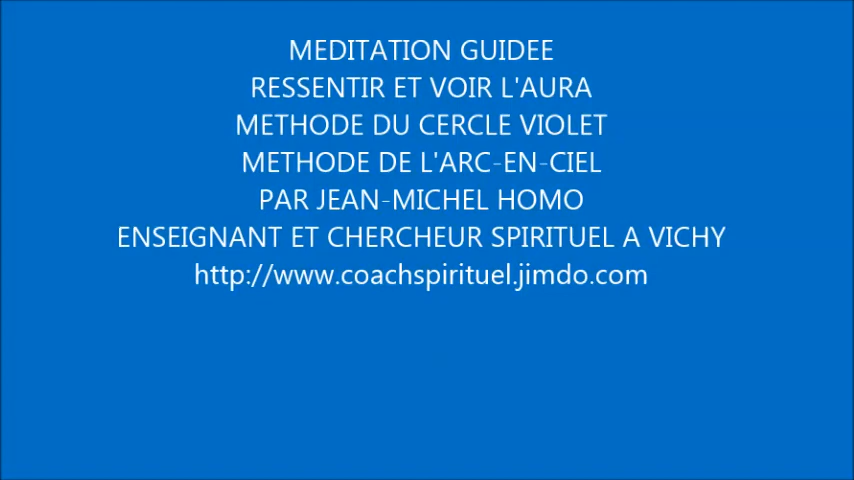 MEDITATION GUIDEE
RESSENTIR ET VOIR L'AURA
METHODE DU CERCLE VIOLET
METHODE DE L'ARC-EN-CIEL
PAR JEAN-MICHEL HOMO
ENSEIGNANT ET CHERCHEUR SPIRITUEL A VICHY
http://www.coachspirituel.jimdo.com